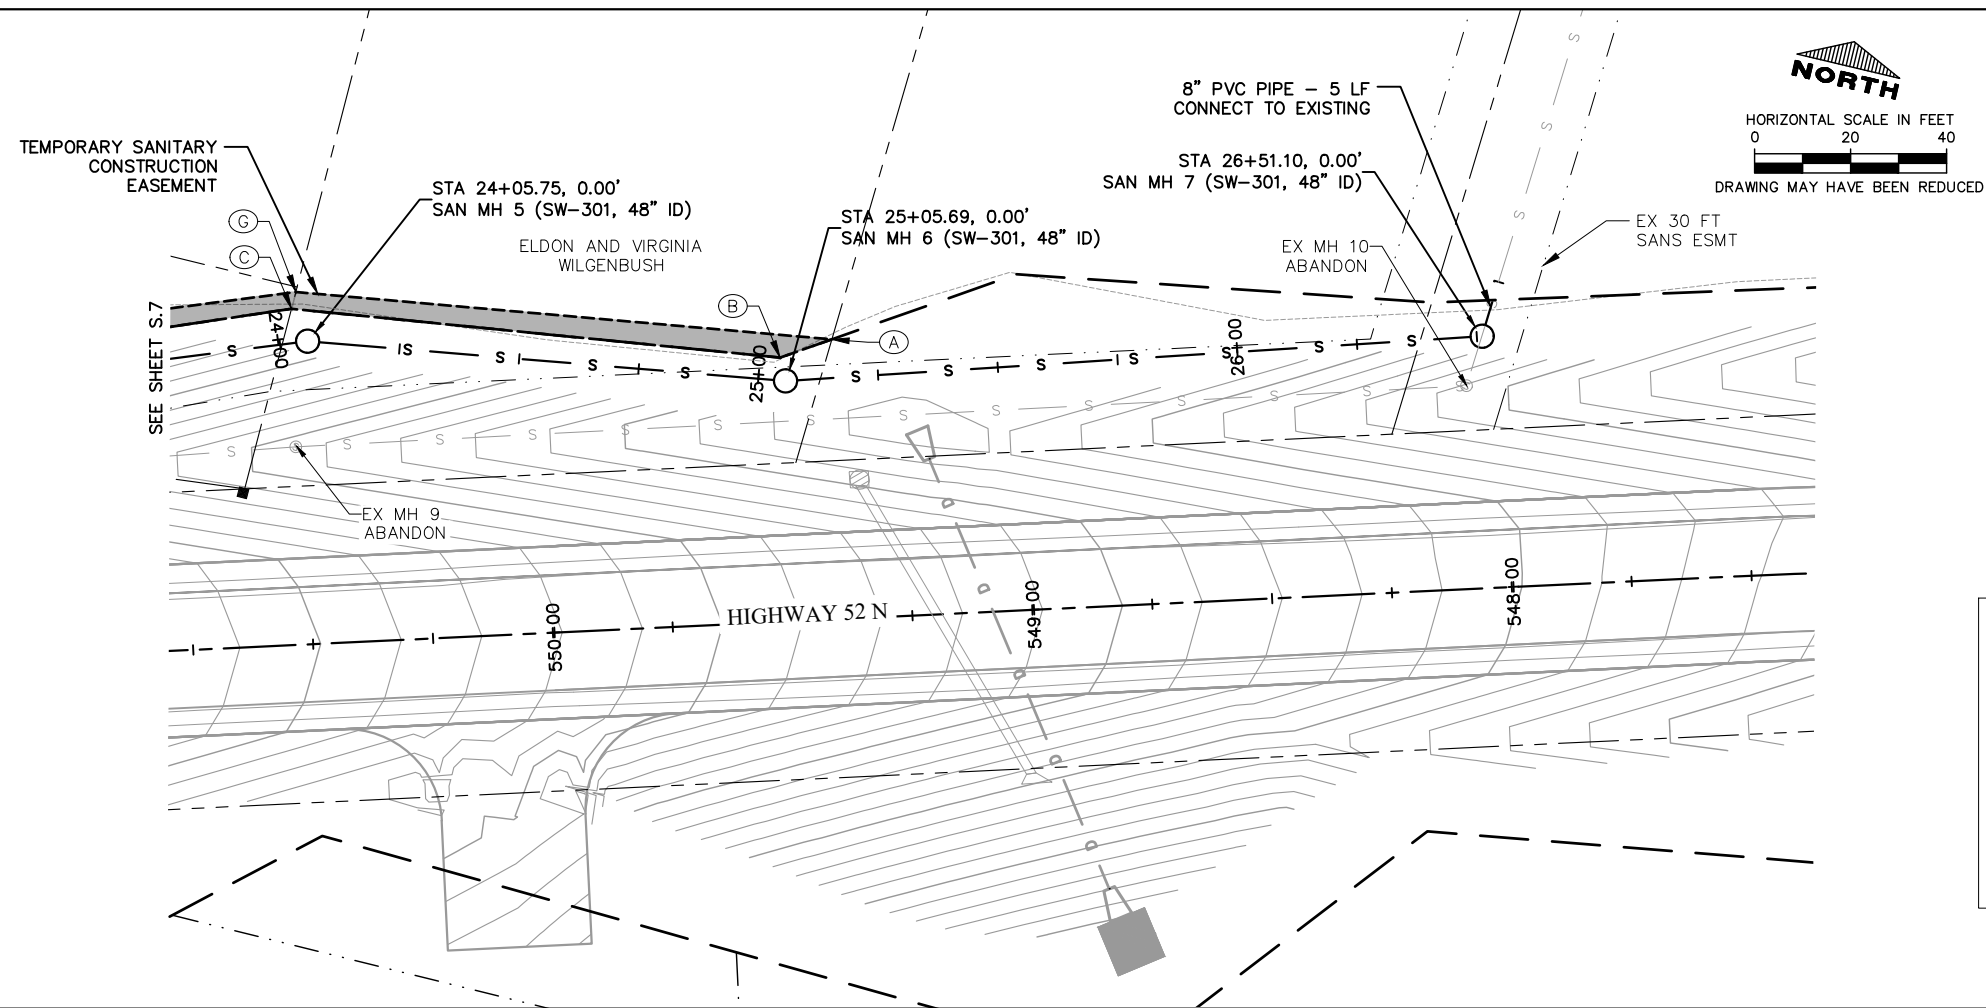 NORTH
HORIZONTAL SCALE IN FEET
0 20 40
DRAWING MAY HAVE BEEN REDUCED
8" PVC PIPE – 5 LF
CONNECT TO EXISTING
TEMPORARY SANITARY
CONSTRUCTION
EASEMENT
STA 24+05.75, 0.00'
SAN MH 5 (SW–301, 48" ID)
STA 25+05.69, 0.00'
SAN MH 6 (SW–301, 48" ID)
STA 26+51.10, 0.00'
SAN MH 7 (SW–301, 48" ID)
ELDON AND VIRGINIA
WILGENBUSH
EX MH 10
ABANDON
EX 30 FT
SANS ESMT
G
C
B
A
SEE SHEET S.7
24+00
25+00
26+00
S S S S S S S S S S S S S
S S S S S S S S S S S S S
S
S
S
EX MH 9
ABANDON
HIGHWAY 52 N
550+00
549+00
548+00
D
D
D
D
D